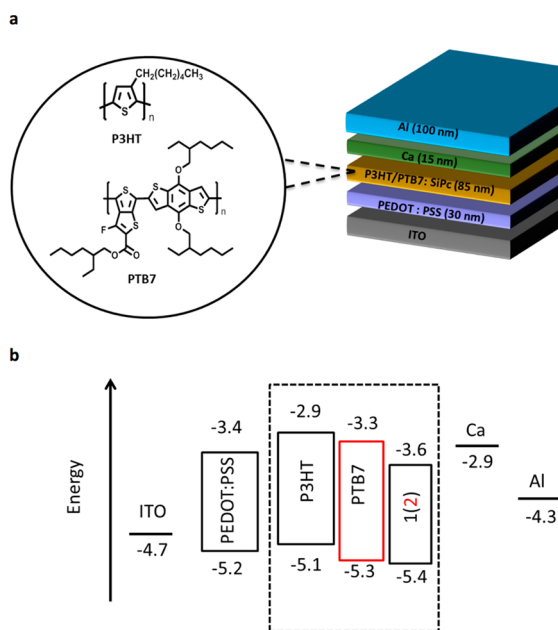 a
CH2(CH2)4CH3
S
n
P3HT
O
S
S
S
n
F
S
S
O
O
O
PTB7
Al (100 nm)
Ca (15 nm)
P3HT/PTB7: SiPc (85 nm)
PEDOT : PSS (30 nm)
ITO
b
Energy
ITO
-4.7
-3.4
PEDOT:PSS
-5.2
-2.9
P3HT
-5.1
-3.3
PTB7
-5.3
-3.6
1(2)
-5.4
Ca
-2.9
Al
-4.3